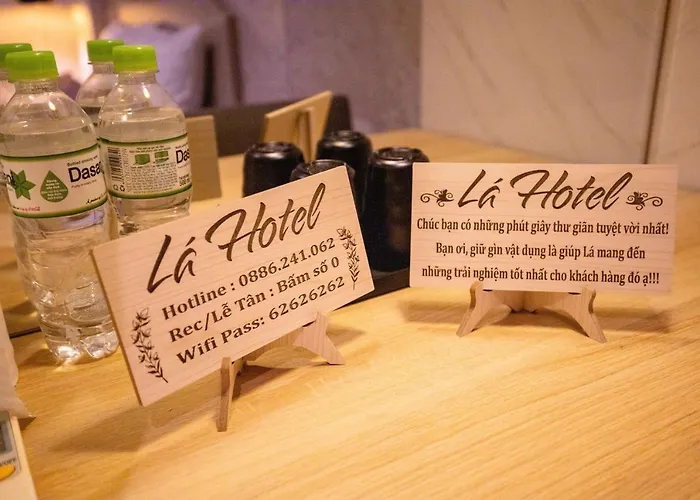 Dasa
Lá Hotel
Hotline : 0886.241.062
Rec/Lễ Tân : Bấm số 0
Wifi Pass: 62626262
Lá Hotel
Chúc bạn có những phút giây thư giãn tuyệt vời nhất!
Bạn ơi, giữ gìn vật dụng là giúp Lá mang đến
những trải nghiệm tốt nhất cho khách hàng đó ạ!!!